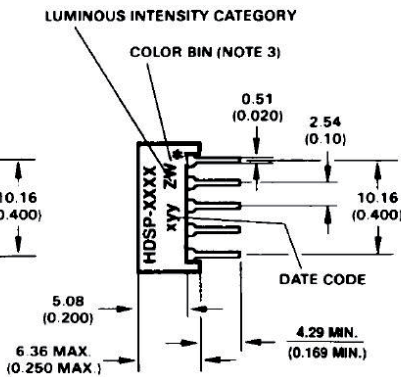 LUMINOUS INTENSITY CATEGORY
COLOR BIN (NOTE 3)
0.51
(0.020)
2.54
(0.10)
10.16
0.400)
HDSP-XXXX
xyy ZW
*
10.16
0.400)
DATE CODE
5.08
(0.200)
4.29 MIN.
(0.169 MIN.)
6.36 MAX.
(0.250 MAX.)